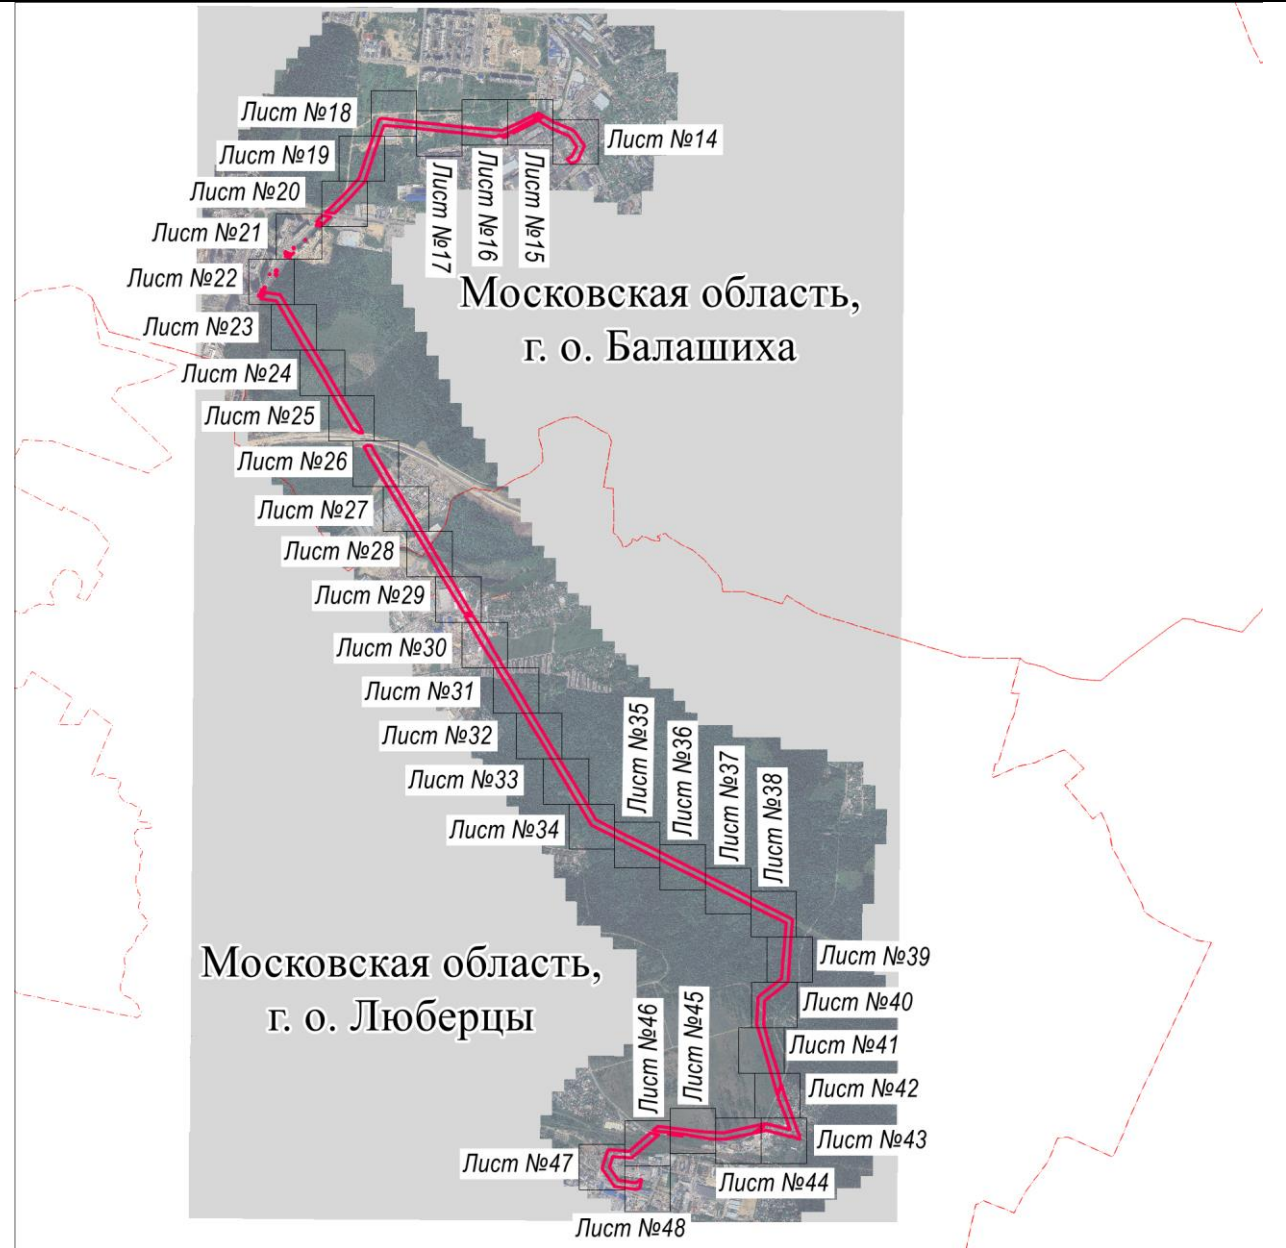 Лист №18
Лист №14
Лист №19
Лист №20
Лист №17
Лист №16
Лист №15
Лист №21
Лист №22
Московская область,
г. о. Балашиха
Лист №23
Лист №24
Лист №25
Лист №26
Лист №27
Лист №28
Лист №29
Лист №30
Лист №31
Лист №32
Лист №33
Лист №34
Лист №35
Лист №36
Лист №37
Лист №38
Московская область,
г. о. Люберцы
Лист №39
Лист №40
Лист №41
Лист №42
Лист №43
Лист №46
Лист №45
Лист №47
Лист №44
Лист №48